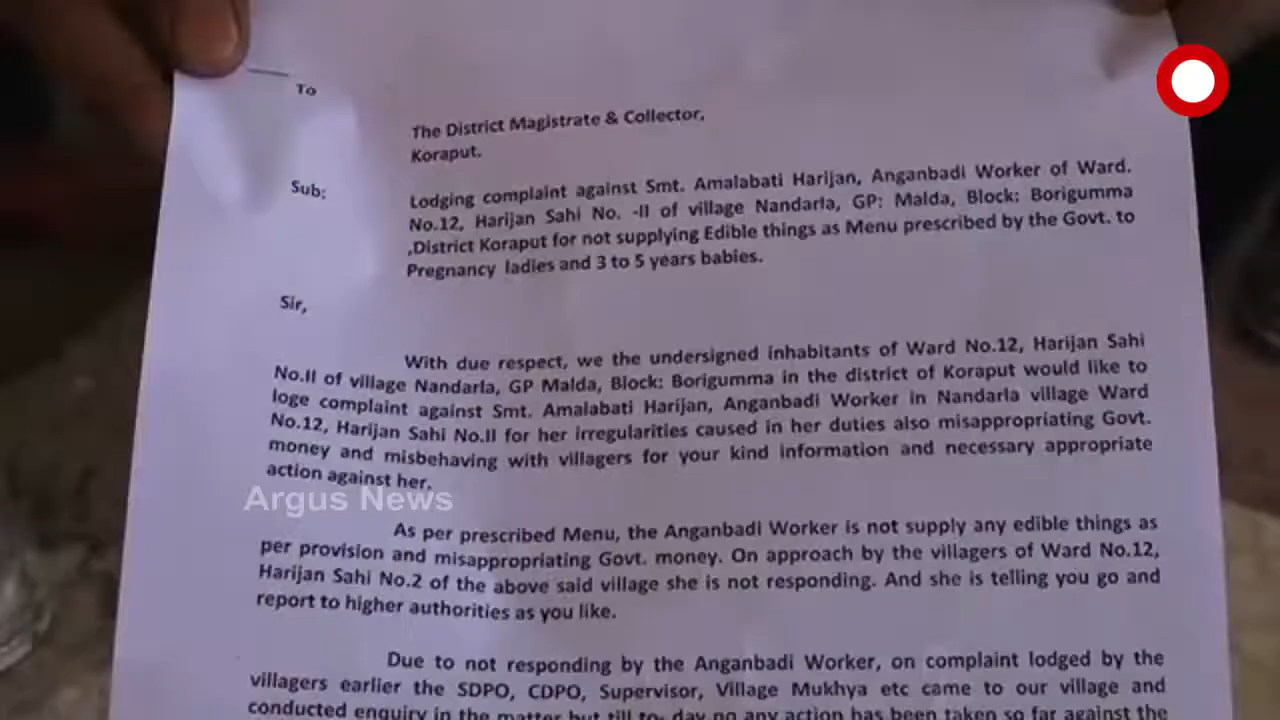 To
The District Magistrate & Collector,
Koraput.
Sub:
Lodging complaint against Smt. Amalabati Harijan, Anganbadi Worker of Ward.
No.12, Harijan Sahi No. -II of village Nandarla, GP: Malda, Block: Borigumma
,District Koraput for not supplying Edible things as Menu prescribed by the Govt. to
Pregnancy ladies and 3 to 5 years babies.
Sir,
With due respect, we the undersigned inhabitants of Ward No.12, Harijan Sahi
No.II of village Nandarla, GP Malda, Block: Borigumma in the district of Koraput would like to
loge complaint against Smt. Amalabati Harijan, Anganbadi Worker in Nandarla village Ward
No.12, Harijan Sahi No.II for her irregularities caused in her duties also misappropriating Govt.
money and misbehaving with villagers for your kind information and necessary appropriate
action against her.
Argus News
As per prescribed Menu, the Anganbadi Worker is not supply any edible things as
per provision and misappropriating Govt. money. On approach by the villagers of Ward No.12,
Harijan Sahi No.2 of the above said village she is not responding. And she is telling you go and
report to higher authorities as you like.
Due to not responding by the Anganbadi Worker, on complaint lodged by the
villagers earlier the SDPO, CDPO, Supervisor, Village Mukhya etc came to our village and
conducted enquiry in the matter but till to- day no any action has been taken so far against the